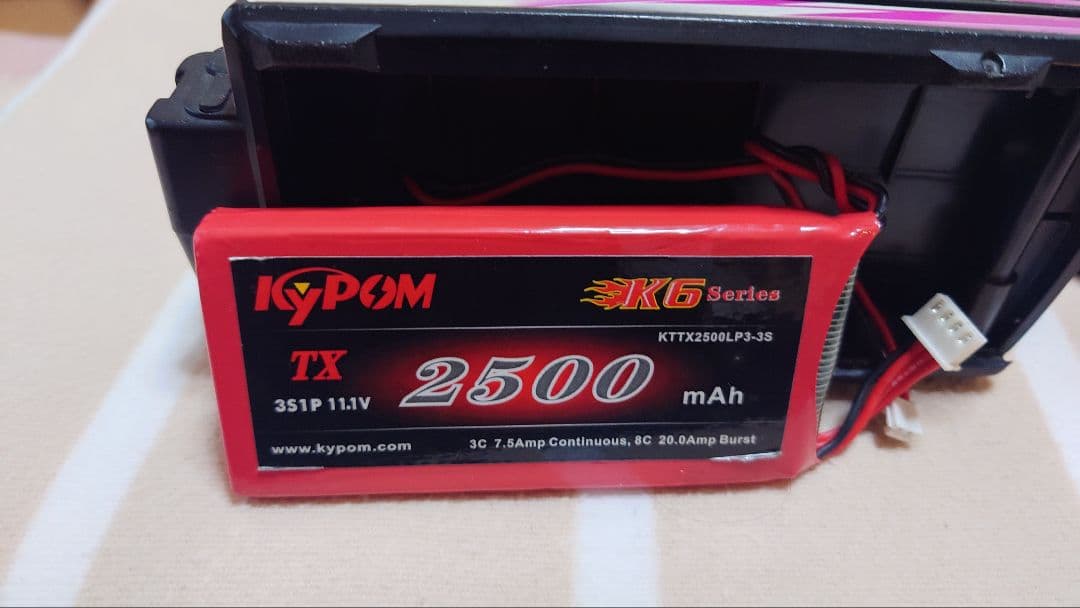 KyPOM
K6 Series
KTTX2500LP3-3S
TX
2500 mAh
3S1P 11.1V
www.kypom.com
3C 7.5Amp Continuous, 8C 20.0Amp Burst